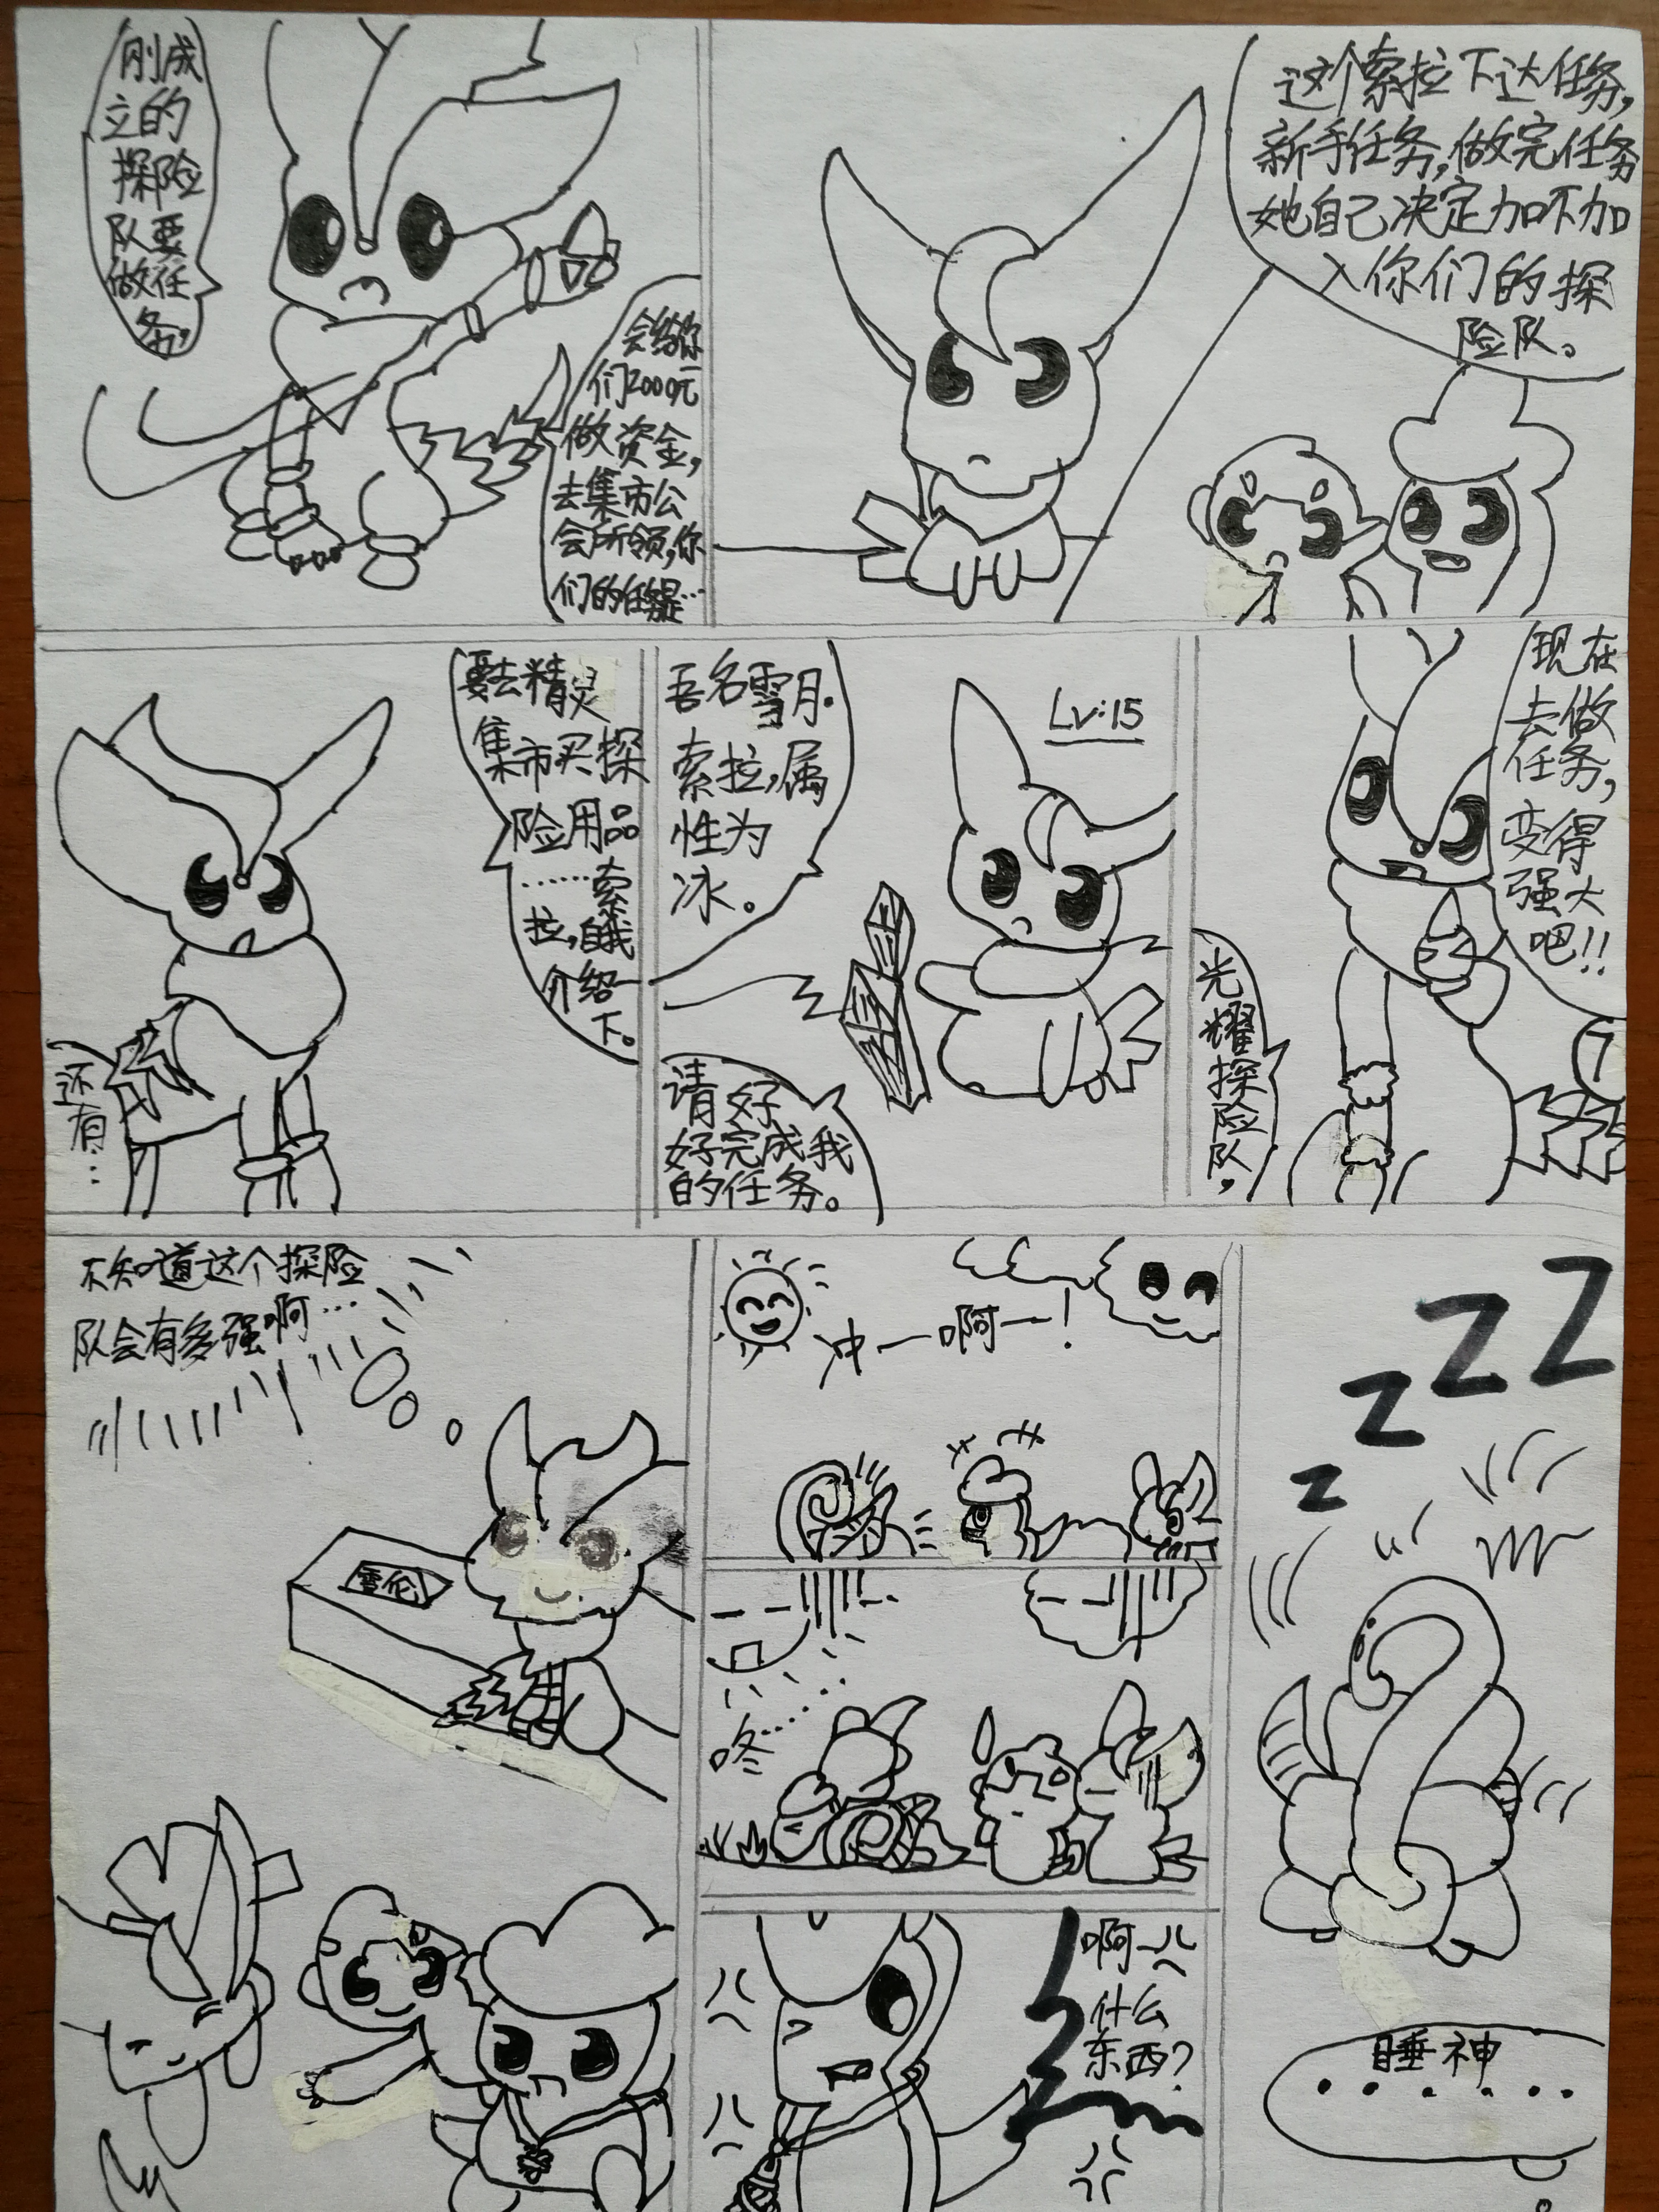 刚成
立的
探险
队要
做任
务。
会给你
们2000元
做资金,
去集市公
会所领,你
们的任务是…
这个索拉下达任务,
新手任务,做完任务
她自己决定加不加
入你们的探
险队。
还
有…
要去精灵
集市买探
险用品
……索
拉,自我
介绍一
下。
吾名雪月.
索拉,属
性为
冰。
Lv:15
请好
好完成我
的任务。
现在
去做
任务,
变得
强大
吧!!
光
耀
探
险
队,
不知道这个探险
队会有多强啊…
雪伦
冲一啊一!
咚……
啊一
什么
东西?
z z Z Z
睡神
......